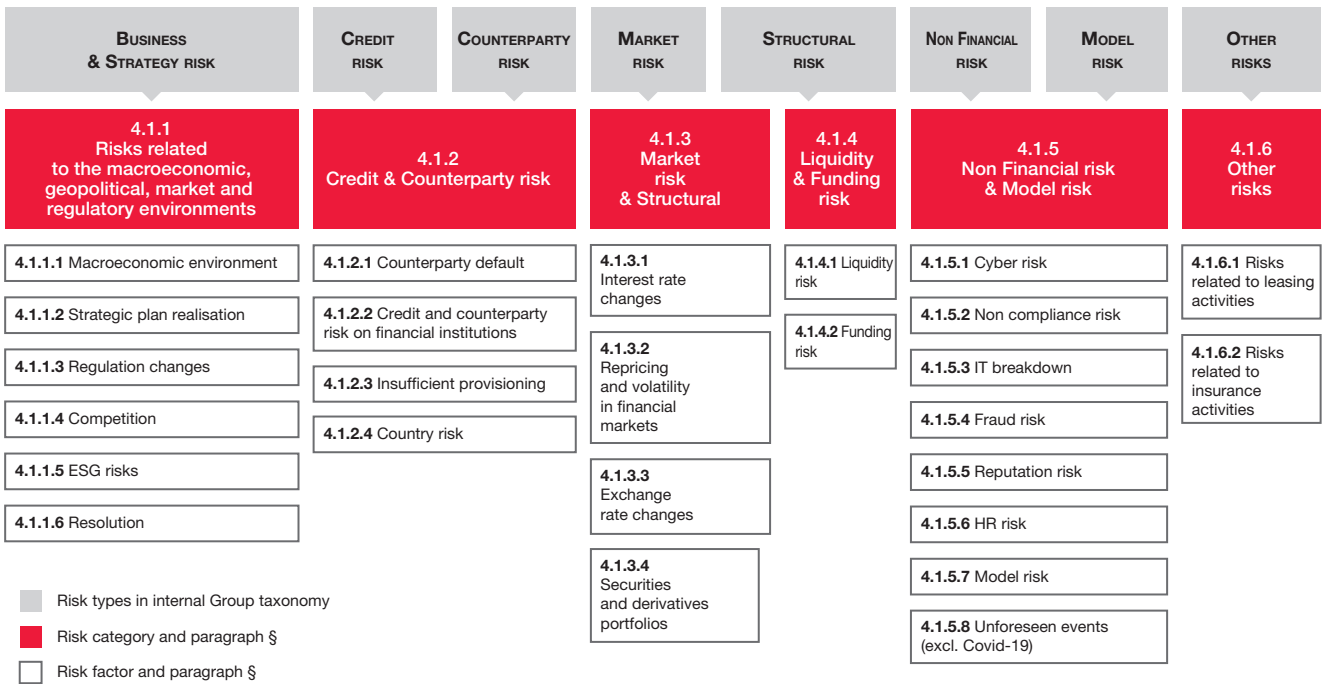 BUSINESS
& STRATEGY RISK
CREDIT
RISK
COUNTERPARTY
RISK
MARKET
RISK
STRUCTURAL
RISK
NON FINANCIAL
RISK
MODEL
RISK
OTHER
RISKS
4.1.1
Risks related
to the macroeconomic,
geopolitical, market and
regulatory environments
4.1.2
Credit & Counterparty risk
4.1.3
Market
risk
& Structural
4.1.4
Liquidity
& Funding
risk
4.1.5
Non Financial risk
& Model risk
4.1.6
Other
risks
4.1.1.1 Macroeconomic environment
4.1.1.2 Strategic plan realisation
4.1.1.3 Regulation changes
4.1.1.4 Competition
4.1.1.5 ESG risks
4.1.1.6 Resolution
4.1.2.1 Counterparty default
4.1.2.2 Credit and counterparty
risk on financial institutions
4.1.2.3 Insufficient provisioning
4.1.2.4 Country risk
4.1.3.1
Interest rate
changes
4.1.3.2
Repricing
and volatility
in financial
markets
4.1.3.3
Exchange
rate changes
4.1.3.4
Securities
and derivatives
portfolios
4.1.4.1 Liquidity
risk
4.1.4.2 Funding
risk
4.1.5.1 Cyber risk
4.1.5.2 Non compliance risk
4.1.5.3 IT breakdown
4.1.5.4 Fraud risk
4.1.5.5 Reputation risk
4.1.5.6 HR risk
4.1.5.7 Model risk
4.1.5.8 Unforeseen events
(excl. Covid-19)
4.1.6.1 Risks
related to leasing
activities
4.1.6.2 Risks
related to
insurance
activities
Risk types in internal Group taxonomy
Risk category and paragraph §
Risk factor and paragraph §